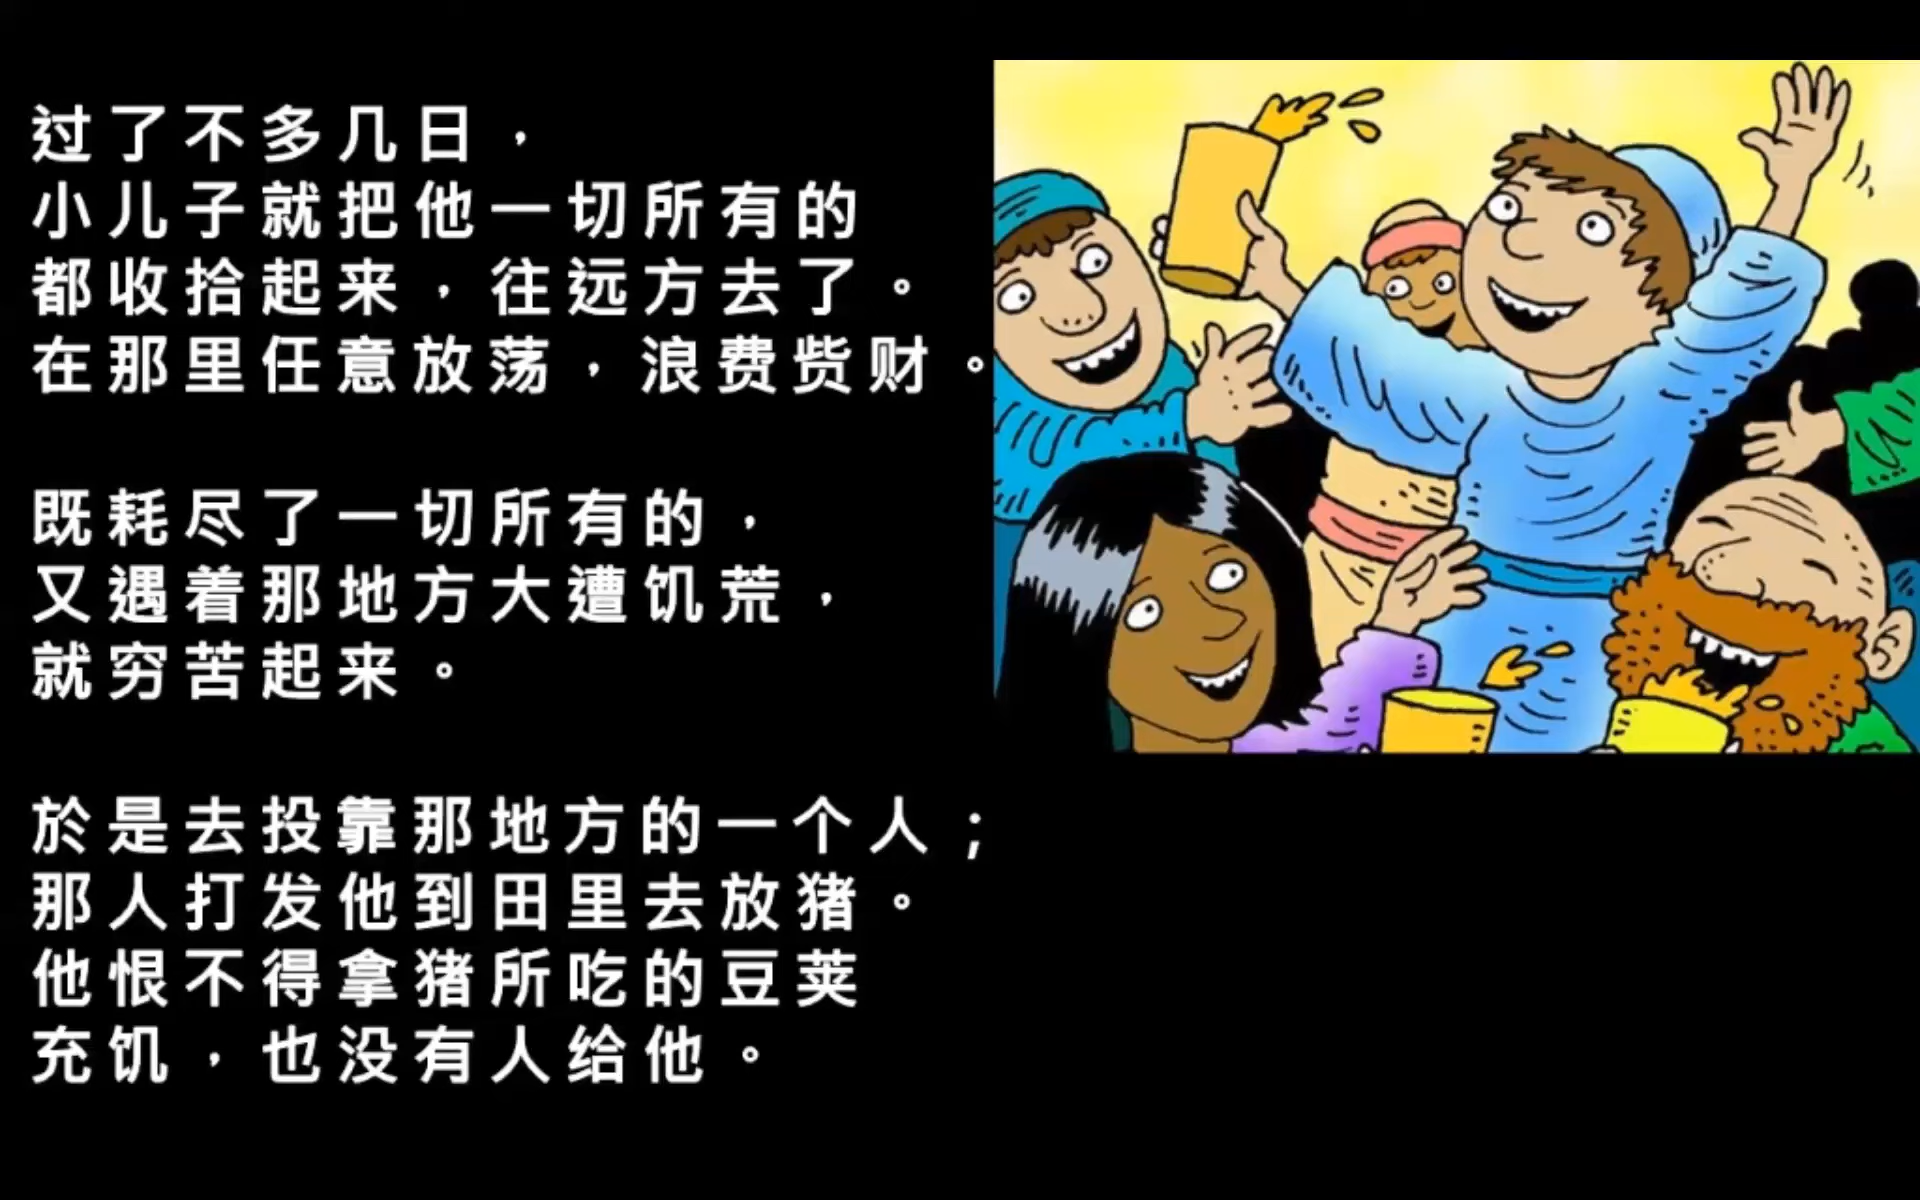 过了不多几日，
小儿子就把他一切所有的
都收拾起来，往远方去了。
在那里任意放荡，浪费赀财。
既耗尽了一切所有的，
又遇着那地方大遭饥荒，
就穷苦起来。
於是去投靠那地方的一个人；
那人打发他到田里去放猪。
他恨不得拿猪所吃的豆荚
充饥，也没有人给他。